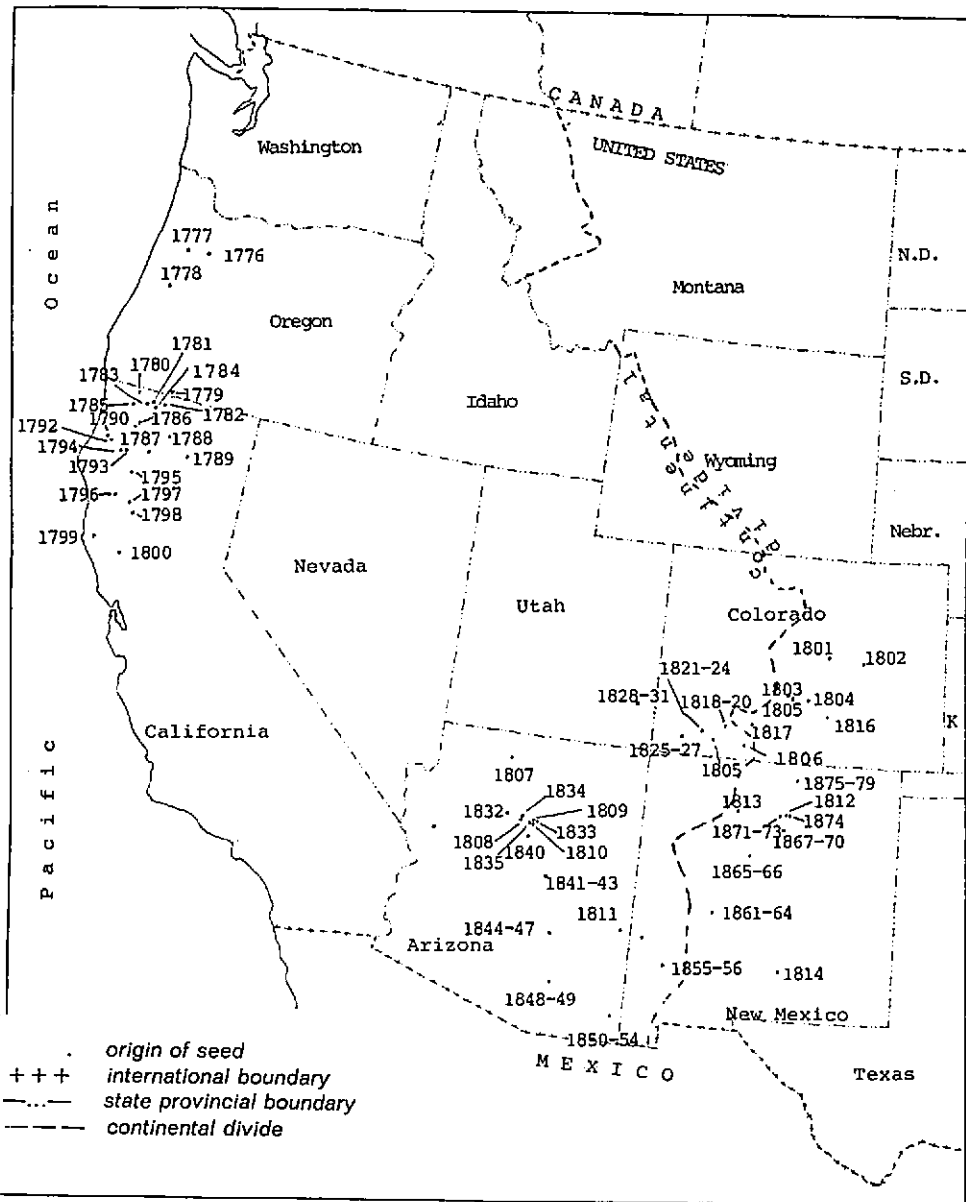 CANADA
UNITED STATES
Washington
Pacific Ocean
N.D.
1777
1776
1778
Montana
Oregon
1781
1780
1783
1784
1779
S.D.
1785
1782
Idaho
1790
1786
1792
1787
1788
1794
1789
1793
Wyoming
1795
1796
1797
1798
Continental Divide
Nebr.
1799
1800
Nevada
Utah
Colorado
1801
1802
1821-24
1828-31
1818-20
1803
1804
1805
1816
K
California
1817
1825-27
1805
1806
1807
1875-79
1834
1813
1812
1832
1809
1808
1833
1871-73
1874
1835
1840
1810
1867-70
1865-66
1841-43
1811
1861-64
1844-47
Arizona
1855-56
1814
1848-49
New Mexico
1850-54
MEXICO
Texas
. origin of seed
+++ international boundary
—...— state provincial boundary
— — — continental divide